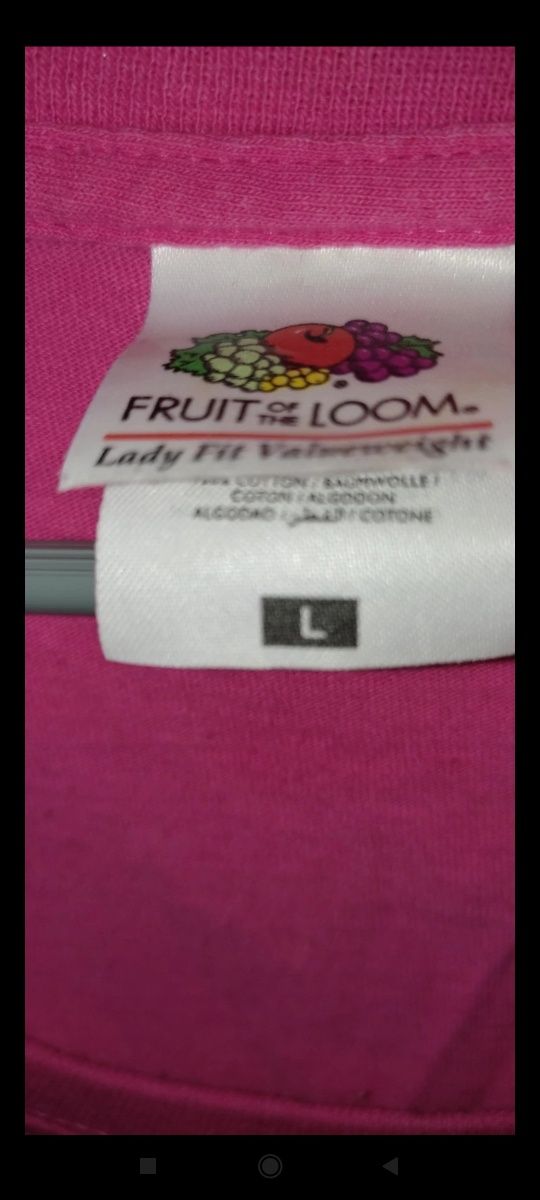 FRUIT OF THE LOOM®
Lady Fit Valueweight
COTTON / BAUMWOLLE /
COTON / ALGODON
ALGODAO / القطن / COTONE
L